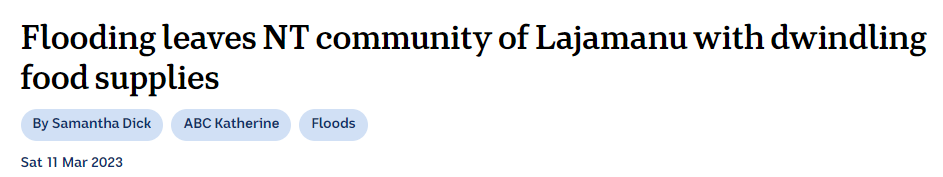 Flooding leaves NT community of Lajamanu with dwindling
food supplies
By Samantha Dick ABC Katherine Floods
Sat 11 Mar 2023